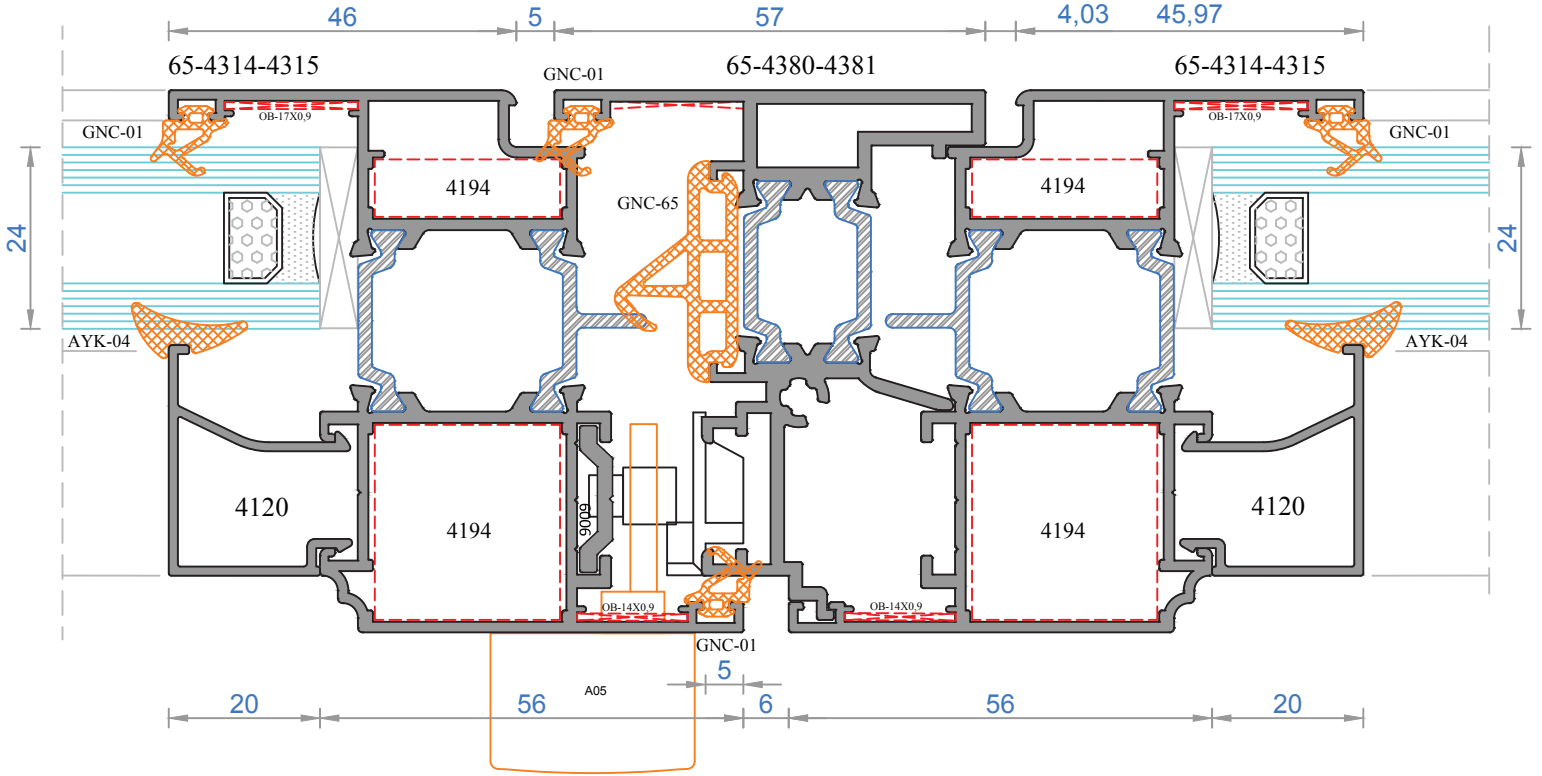 46 5 57 4,03 45,97
65-4314-4315 GNC-01 65-4380-4381 65-4314-4315
GNC-01 OB-17X0,9 OB-17X0,9 GNC-01
4194 GNC-65 4194
24 24
AYK-04 AYK-04
4120 4194 9009 4194 4120
OB-14X0,9 OB-14X0,9
GNC-01
5
A05
20 56 6 56 20